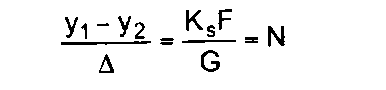 (y₁ − y₂) / Δ = (KₛF) / G = N